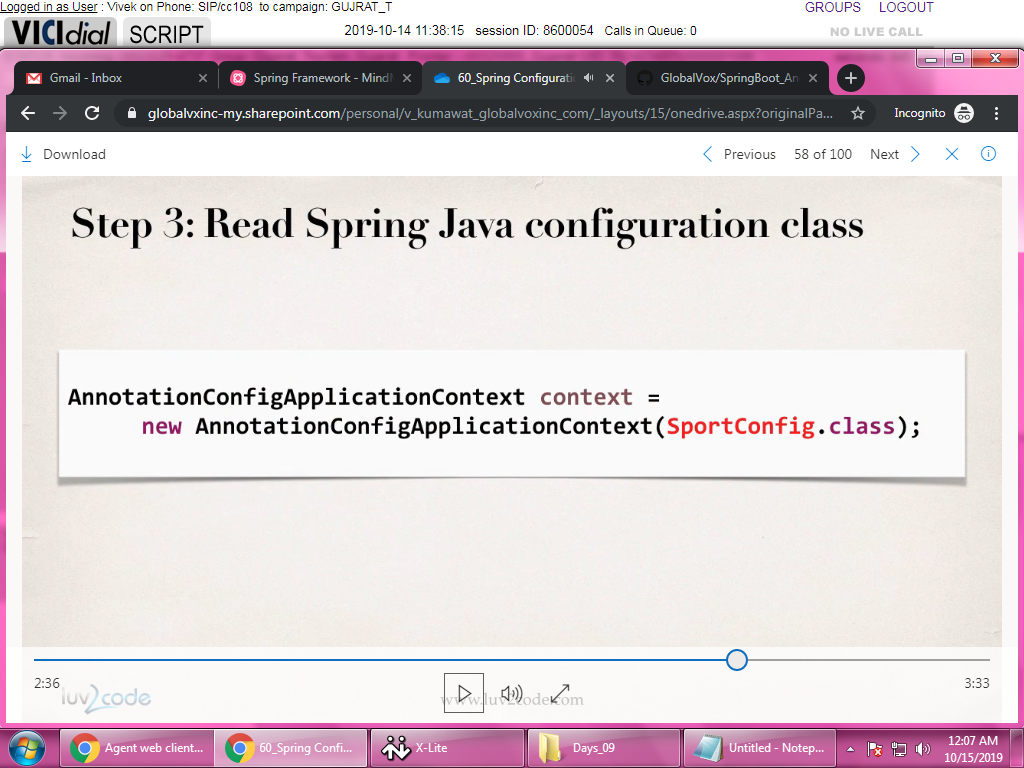 Logged in as User : Vivek on Phone: SIP/cc108 to campaign: GUJRAT_T
GROUPS LOGOUT
VICIdial SCRIPT
2019-10-14 11:38:15 session ID: 8600054 Calls in Queue: 0
NO LIVE CALL
Gmail - Inbox
Spring Framework - Mind
60_Spring Configurati
GlobalVox/SpringBoot_An
globalvxinc-my.sharepoint.com/personal/v_kumawat_globalvoxinc_com/_layouts/15/onedrive.aspx?originalPa...
Incognito
Download
Previous 58 of 100 Next
Step 3: Read Spring Java configuration class
AnnotationConfigApplicationContext context =
new AnnotationConfigApplicationContext(SportConfig.class);
2:36
3:33
luv2code
www.luv2code.com
Agent web client...
60_Spring Confi...
X-Lite
Days_09
Untitled - Notep...
12:07 AM
10/15/2019